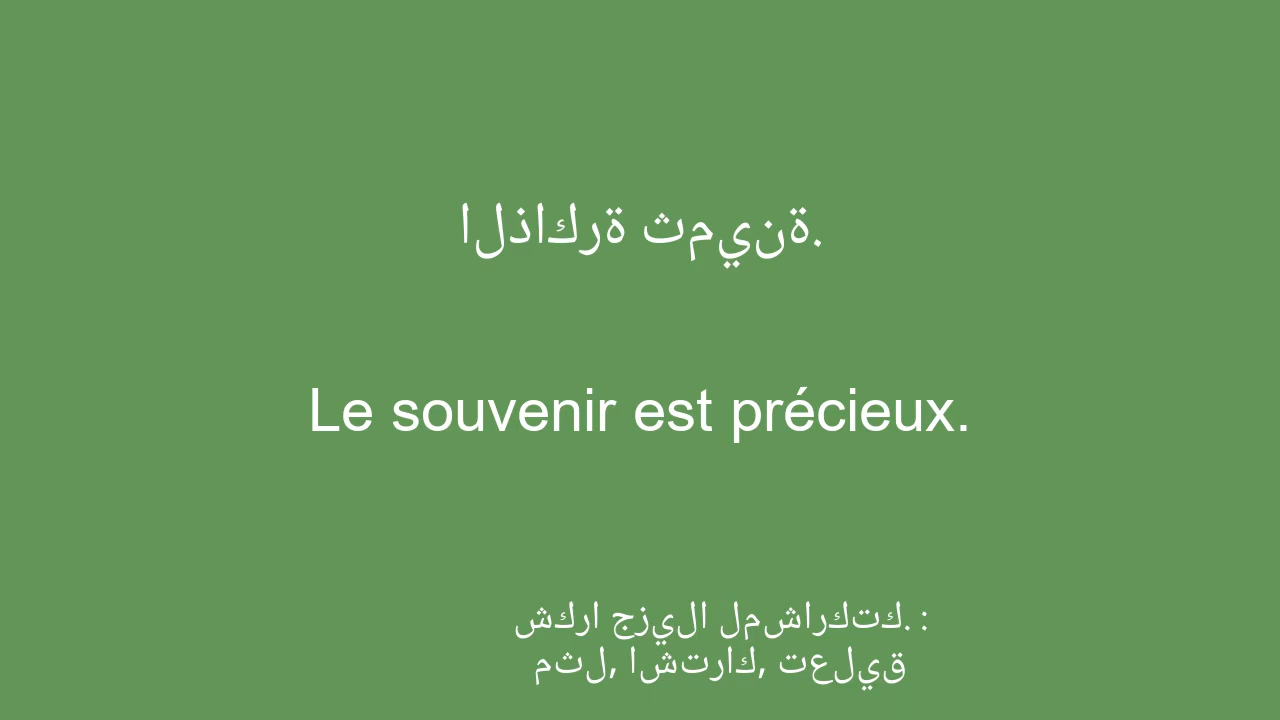 الذاكرة ثمينة.
Le souvenir est précieux.
شكرا جزيلا لمشاركتك. :
مثل, اشتراك, تعليق